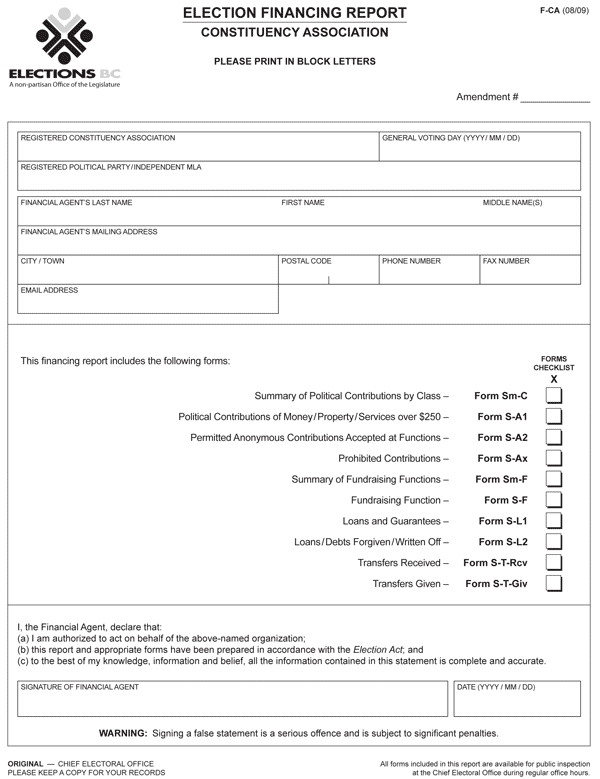 ELECTION FINANCING REPORT
F-CA (08/09)
CONSTITUENCY ASSOCIATION
PLEASE PRINT IN BLOCK LETTERS
ELECTIONS BC
A non-partisan Office of the Legislature
Amendment #
REGISTERED CONSTITUENCY ASSOCIATION
GENERAL VOTING DAY (YYYY/ MM / DD)
REGISTERED POLITICAL PARTY/INDEPENDENT MLA
FINANCIAL AGENT'S LAST NAME
FIRST NAME
MIDDLE NAME(S)
FINANCIAL AGENT'S MAILING ADDRESS
CITY / TOWN
POSTAL CODE
PHONE NUMBER
FAX NUMBER
EMAIL ADDRESS
This financing report includes the following forms:
FORMS
CHECKLIST
X
Summary of Political Contributions by Class – Form Sm-C
Political Contributions of Money/Property/Services over $250 – Form S-A1
Permitted Anonymous Contributions Accepted at Functions – Form S-A2
Prohibited Contributions – Form S-Ax
Summary of Fundraising Functions – Form Sm-F
Fundraising Function – Form S-F
Loans and Guarantees – Form S-L1
Loans/Debts Forgiven/Written Off – Form S-L2
Transfers Received – Form S-T-Rcv
Transfers Given – Form S-T-Giv
I, the Financial Agent, declare that:
(a) I am authorized to act on behalf of the above-named organization;
(b) this report and appropriate forms have been prepared in accordance with the Election Act; and
(c) to the best of my knowledge, information and belief, all the information contained in this statement is complete and accurate.
SIGNATURE OF FINANCIAL AGENT
DATE (YYYY / MM / DD)
WARNING: Signing a false statement is a serious offence and is subject to significant penalties.
ORIGINAL — CHIEF ELECTORAL OFFICE
PLEASE KEEP A COPY FOR YOUR RECORDS
All forms included in this report are available for public inspection
at the Chief Electoral Office during regular office hours.